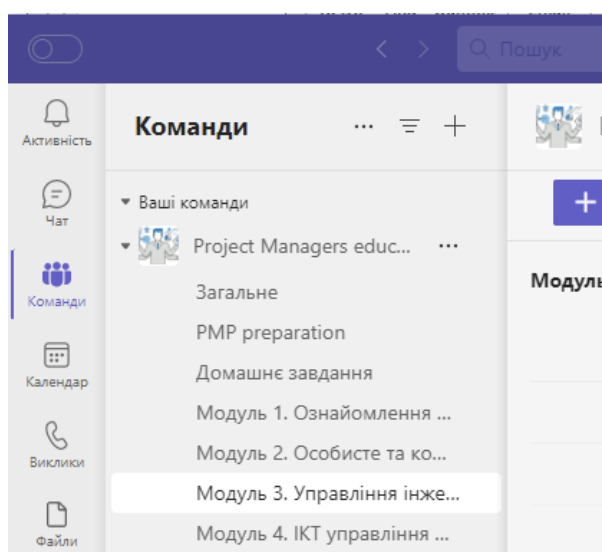 Пошук
Активність
Команди
Чат
Ваші команди
Project Managers educ...
Команди
Загальне
Модуль
PMP preparation
Календар
Домашнє завдання
Модуль 1. Ознайомлення ...
Виклики
Модуль 2. Особисте та ко...
Модуль 3. Управління інже...
Файли
Модуль 4. ІКТ управління ...